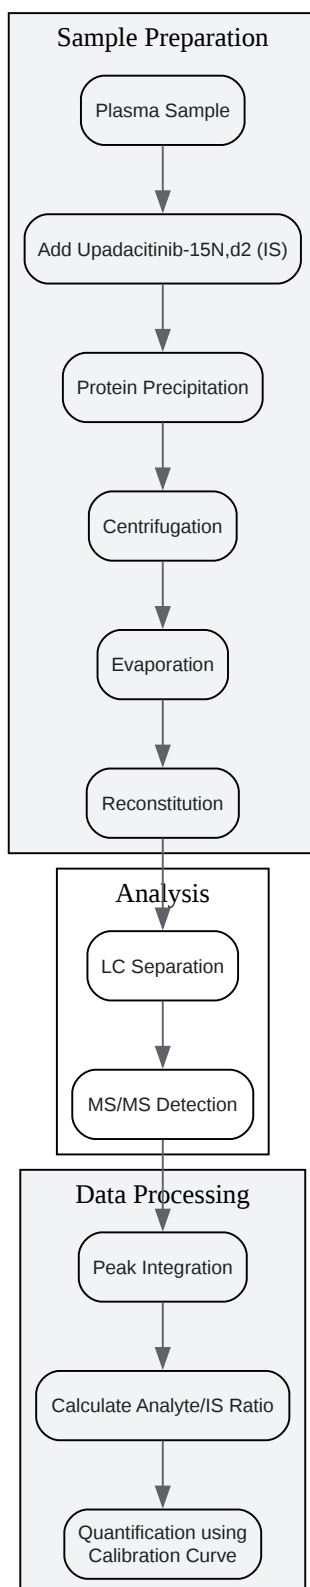 Sample Preparation
Plasma Sample
Add Upadacitinib-15N,d2 (IS)
Protein Precipitation
Centrifugation
Evaporation
Reconstitution
Analysis
LC Separation
MS/MS Detection
Data Processing
Peak Integration
Calculate Analyte/IS Ratio
Quantification using
Calibration Curve